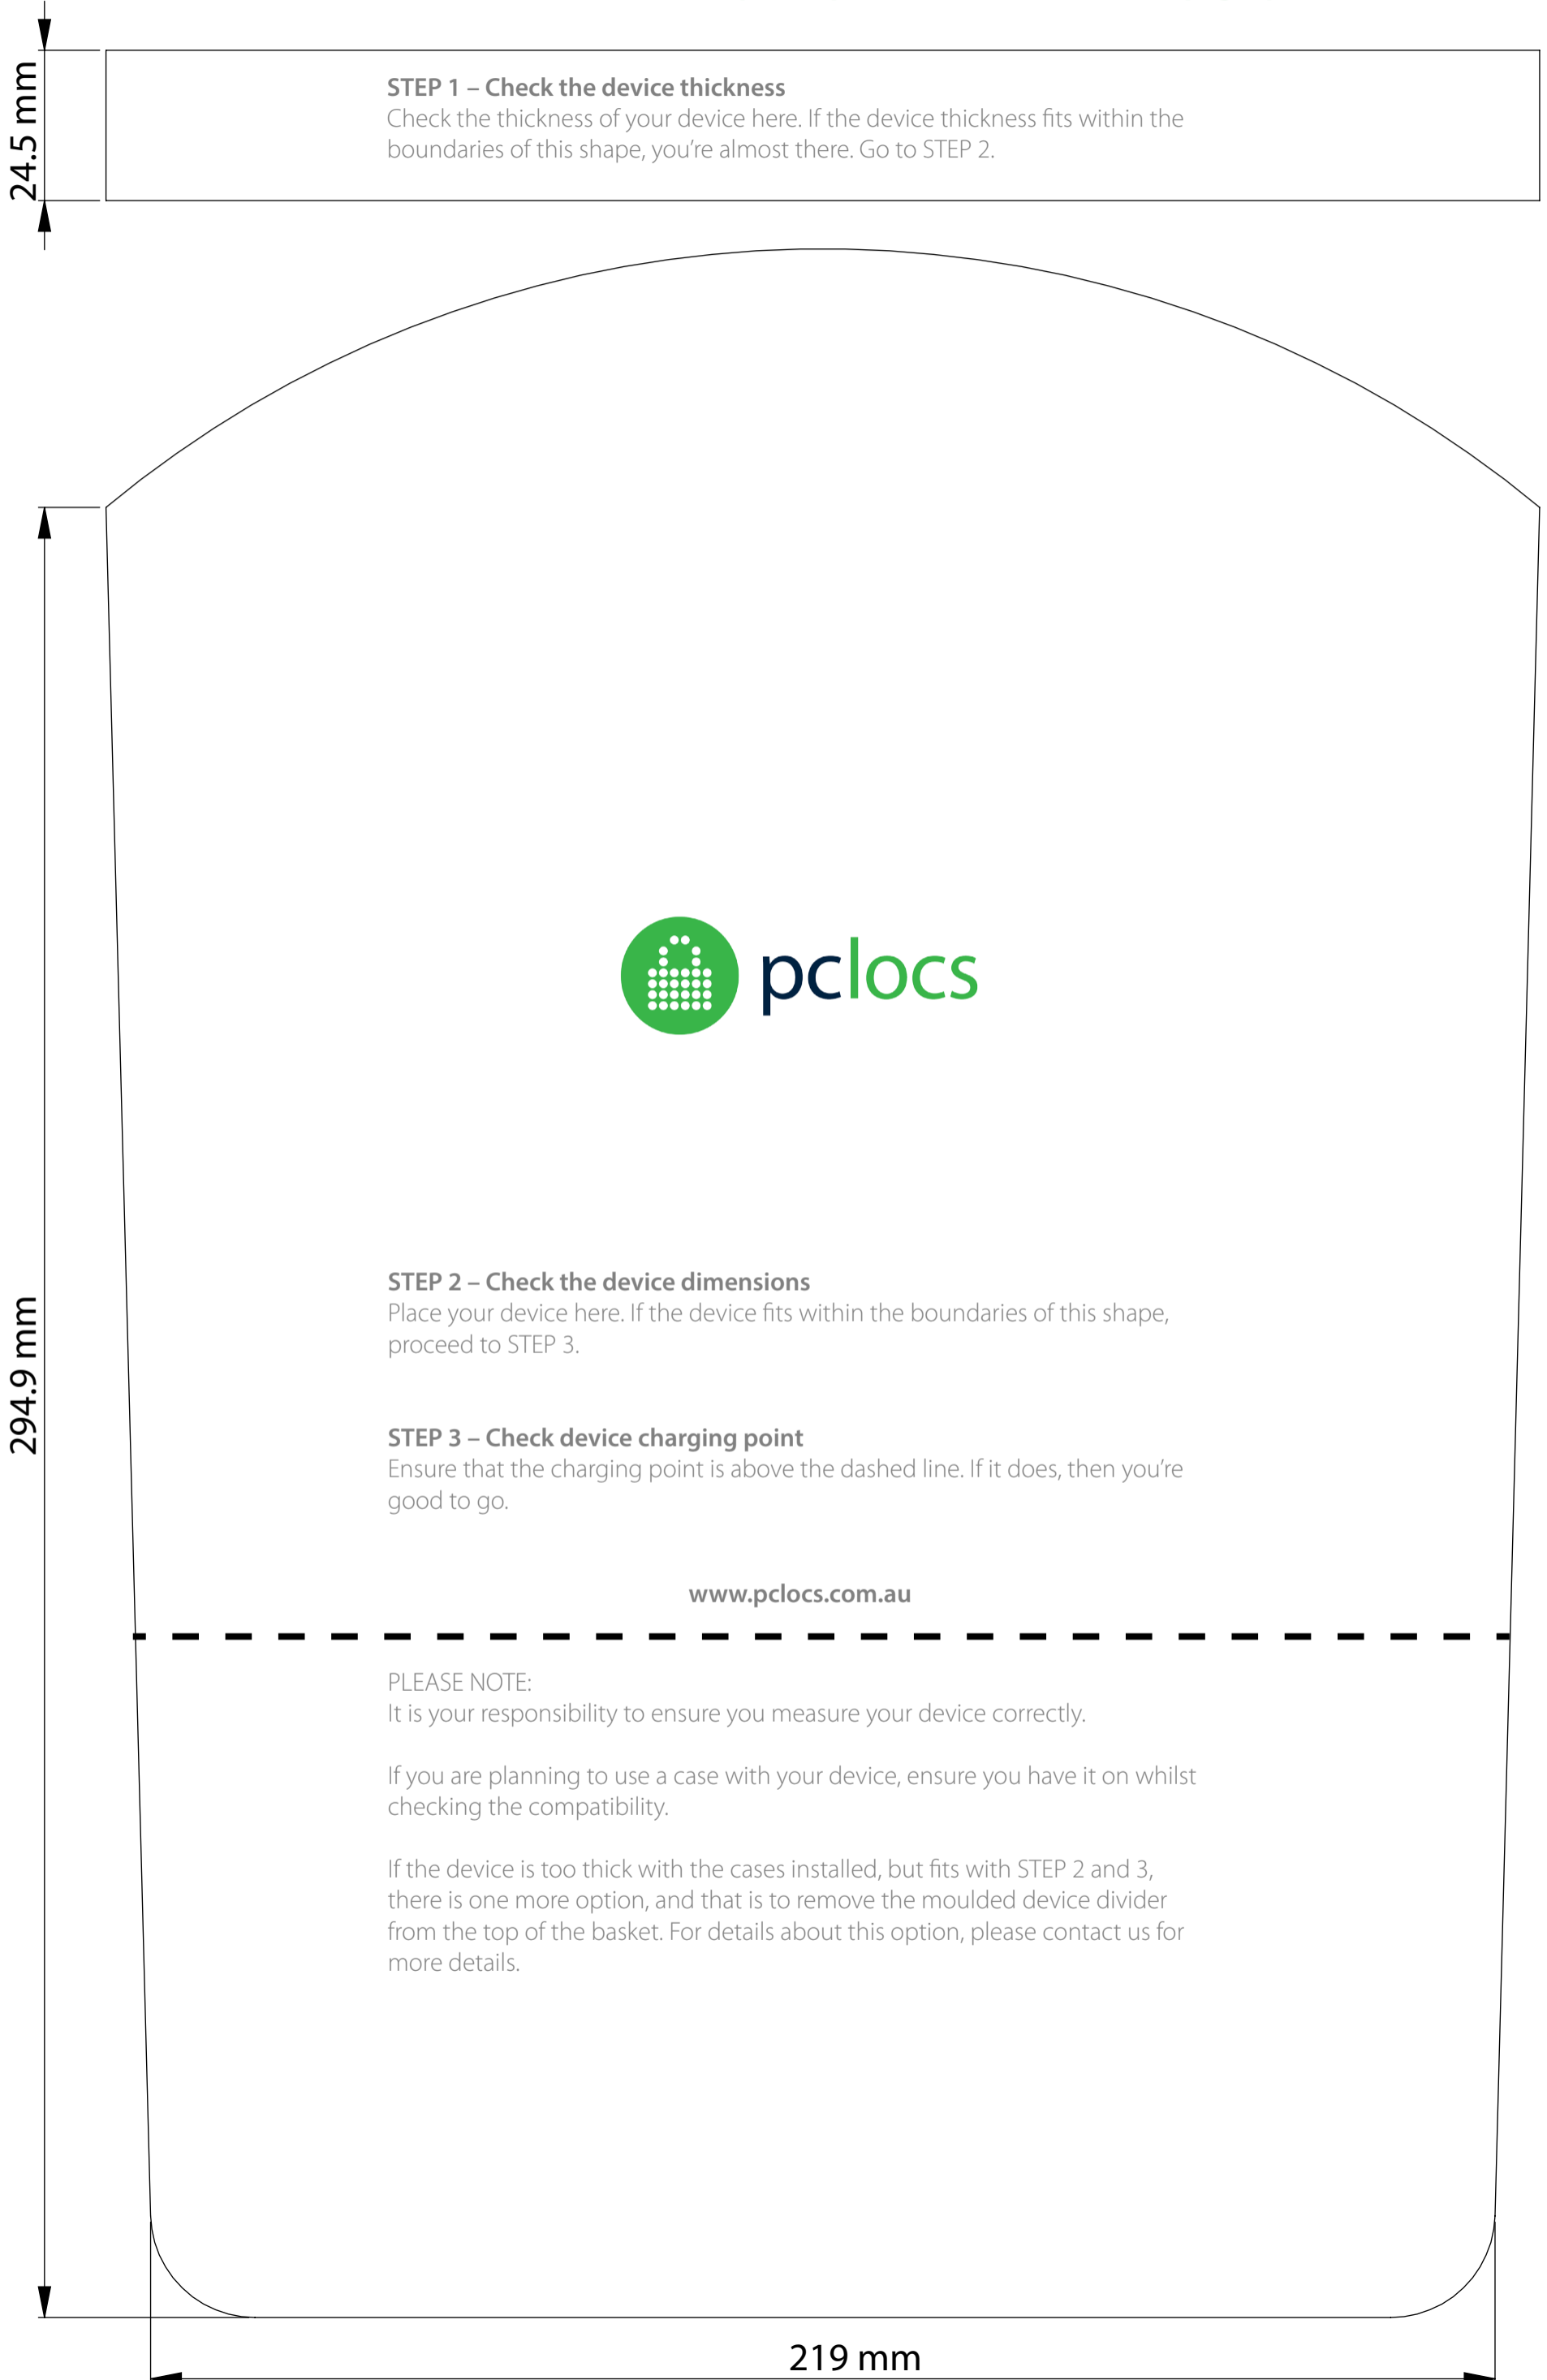 24.5 mm
STEP 1 – Check the device thickness
Check the thickness of your device here. If the device thickness fits within the
boundaries of this shape, you’re almost there. Go to STEP 2.
294.9 mm
pclocs
STEP 2 – Check the device dimensions
Place your device here. If the device fits within the boundaries of this shape,
proceed to STEP 3.
STEP 3 – Check device charging point
Ensure that the charging point is above the dashed line. If it does, then you’re
good to go.
www.pclocs.com.au
PLEASE NOTE:
It is your responsibility to ensure you measure your device correctly.
If you are planning to use a case with your device, ensure you have it on whilst
checking the compatibility.
If the device is too thick with the cases installed, but fits with STEP 2 and 3,
there is one more option, and that is to remove the moulded device divider
from the top of the basket. For details about this option, please contact us for
more details.
219 mm